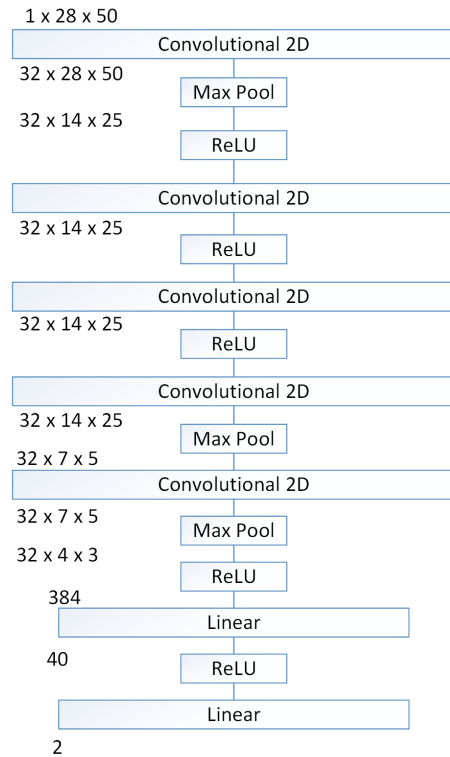 1 x 28 x 50
Convolutional 2D
32 x 28 x 50
Max Pool
32 x 14 x 25
ReLU
Convolutional 2D
32 x 14 x 25
ReLU
Convolutional 2D
32 x 14 x 25
ReLU
Convolutional 2D
32 x 14 x 25
Max Pool
32 x 7 x 5
Convolutional 2D
32 x 7 x 5
Max Pool
32 x 4 x 3
ReLU
384
Linear
40
ReLU
Linear
2